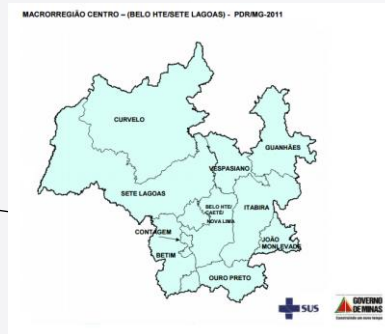 MACRORREGIÃO CENTRO – (BELO HTE/SETE LAGOAS) - PDR/MG-2011
CURVELO
GUANHÃES
VESPASIANO
SETE LAGOAS
BELO HTE/
CAETÉ/
NOVA LIMA
ITABIRA
CONTAGEM
JOÃO
MONLEVADE
BETIM
OURO PRETO
SUS
GOVERNO
DE MINAS